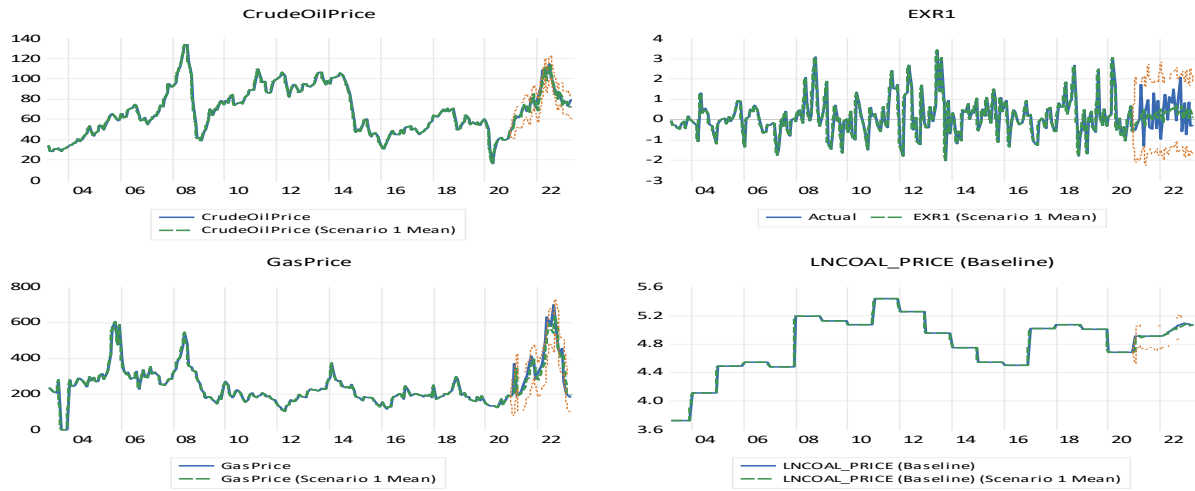 CrudeOilPrice
140
120
100
80
60
40
20
0
04 06 08 10 12 14 16 18 20 22
CrudeOilPrice
CrudeOilPrice (Scenario 1 Mean)
EXR1
4
3
2
1
0
-1
-2
-3
04 06 08 10 12 14 16 18 20 22
Actual EXR1 (Scenario 1 Mean)
GasPrice
800
600
400
200
0
04 06 08 10 12 14 16 18 20 22
GasPrice
GasPrice (Scenario 1 Mean)
LNCOAL_PRICE (Baseline)
5.6
5.2
4.8
4.4
4.0
3.6
04 06 08 10 12 14 16 18 20 22
LNCOAL_PRICE (Baseline)
LNCOAL_PRICE (Baseline) (Scenario 1 Mean)